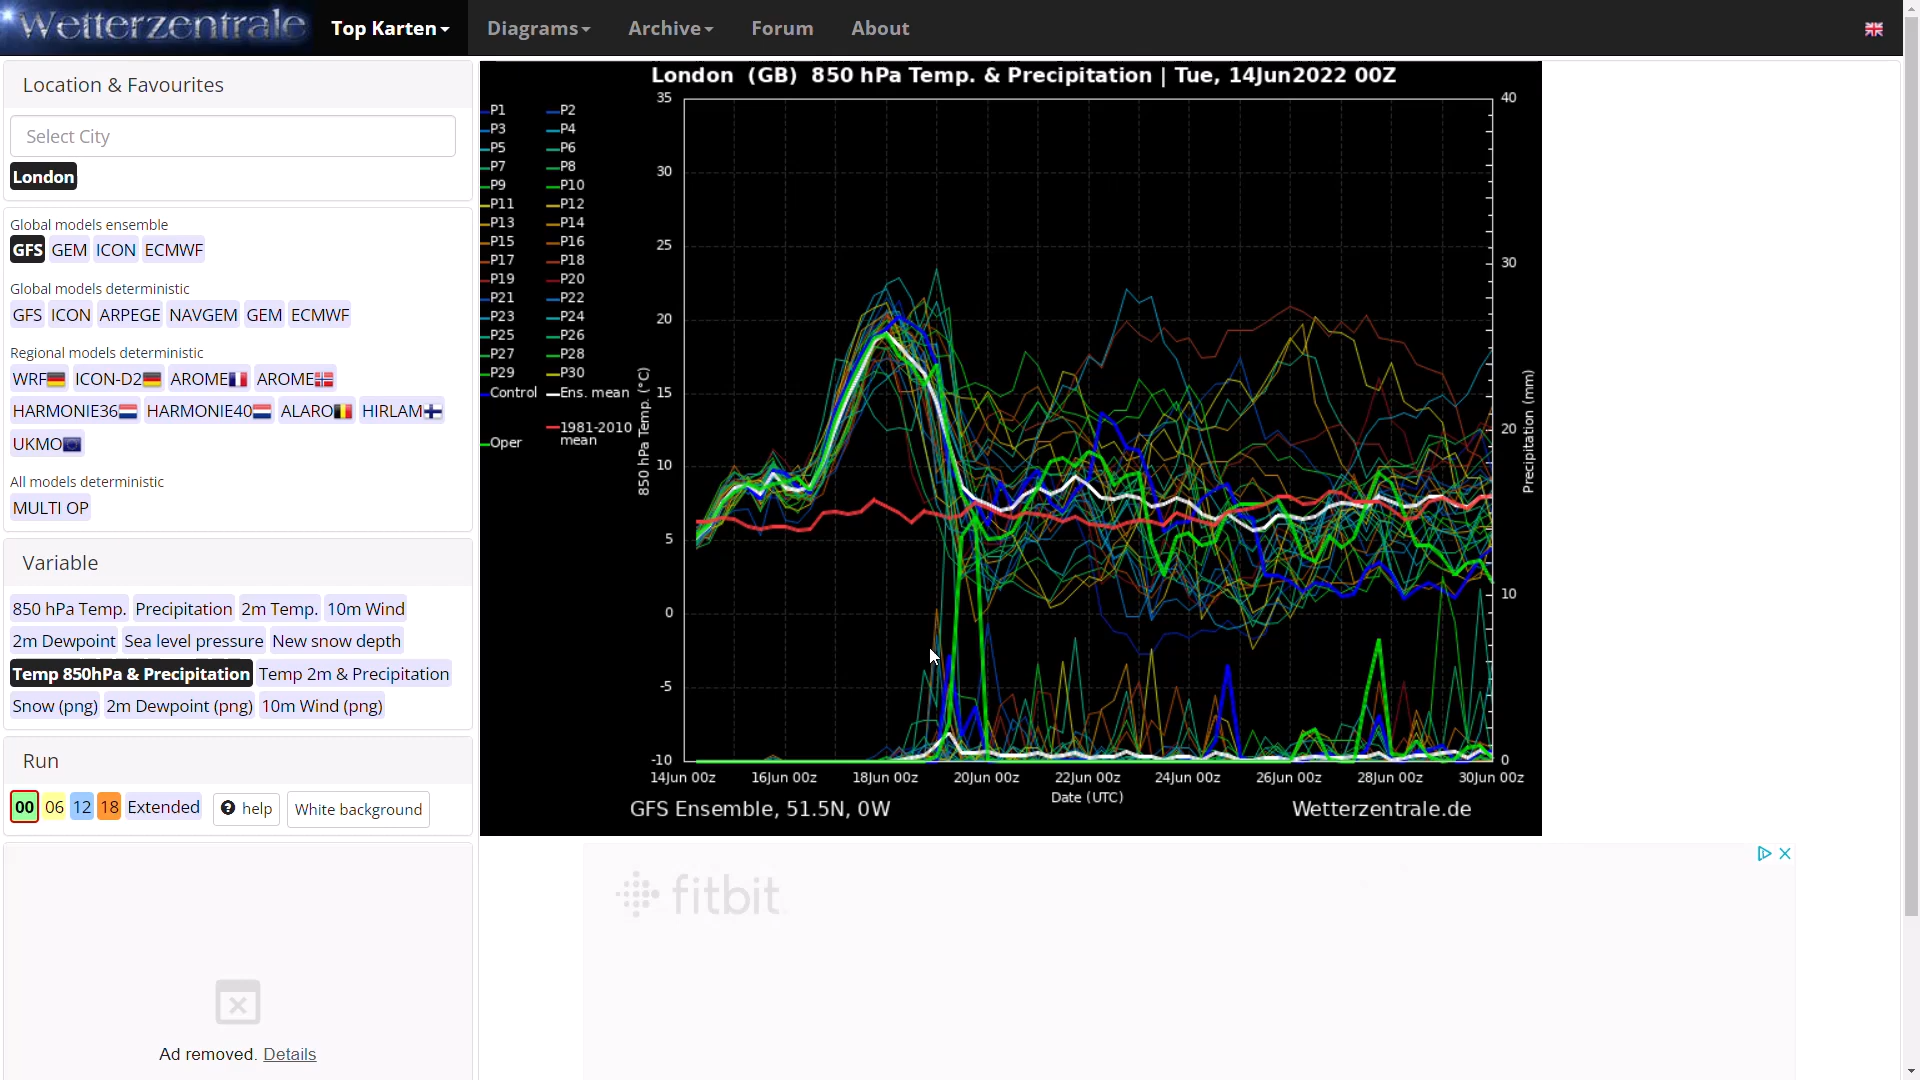 Wetterzentrale Top Karten Diagrams Archive Forum About
Location & Favourites
Select City
London
Global models ensemble
GFS GEM ICON ECMWF
Global models deterministic
GFS ICON ARPEGE NAVGEM GEM ECMWF
Regional models deterministic
WRF ICON-D2 AROME AROME
HARMONIE36 HARMONIE40 ALARO HIRLAM
UKMO
All models deterministic
MULTI OP
Variable
850 hPa Temp. Precipitation 2m Temp. 10m Wind
2m Dewpoint Sea level pressure New snow depth
Temp 850hPa & Precipitation Temp 2m & Precipitation
Snow (png) 2m Dewpoint (png) 10m Wind (png)
Run
00 06 12 18 Extended help White background
Ad removed. Details
London (GB) 850 hPa Temp. & Precipitation | Tue, 14Jun2022 00Z
P1 P2
P3 P4
P5 P6
P7 P8
P9 P10
P11 P12
P13 P14
P15 P16
P17 P18
P19 P20
P21 P22
P23 P24
P25 P26
P27 P28
P29 P30
Control Ens. mean
1981-2010
mean
Oper
850 hPa Temp. (°C)
35
30
25
20
15
10
5
0
-5
-10
40
30
20
10
0
Precipitation (mm)
14Jun 00z 16Jun 00z 18Jun 00z 20Jun 00z 22Jun 00z 24Jun 00z 26Jun 00z 28Jun 00z 30Jun 00z
Date (UTC)
GFS Ensemble, 51.5N, 0W Wetterzentrale.de
fitbit